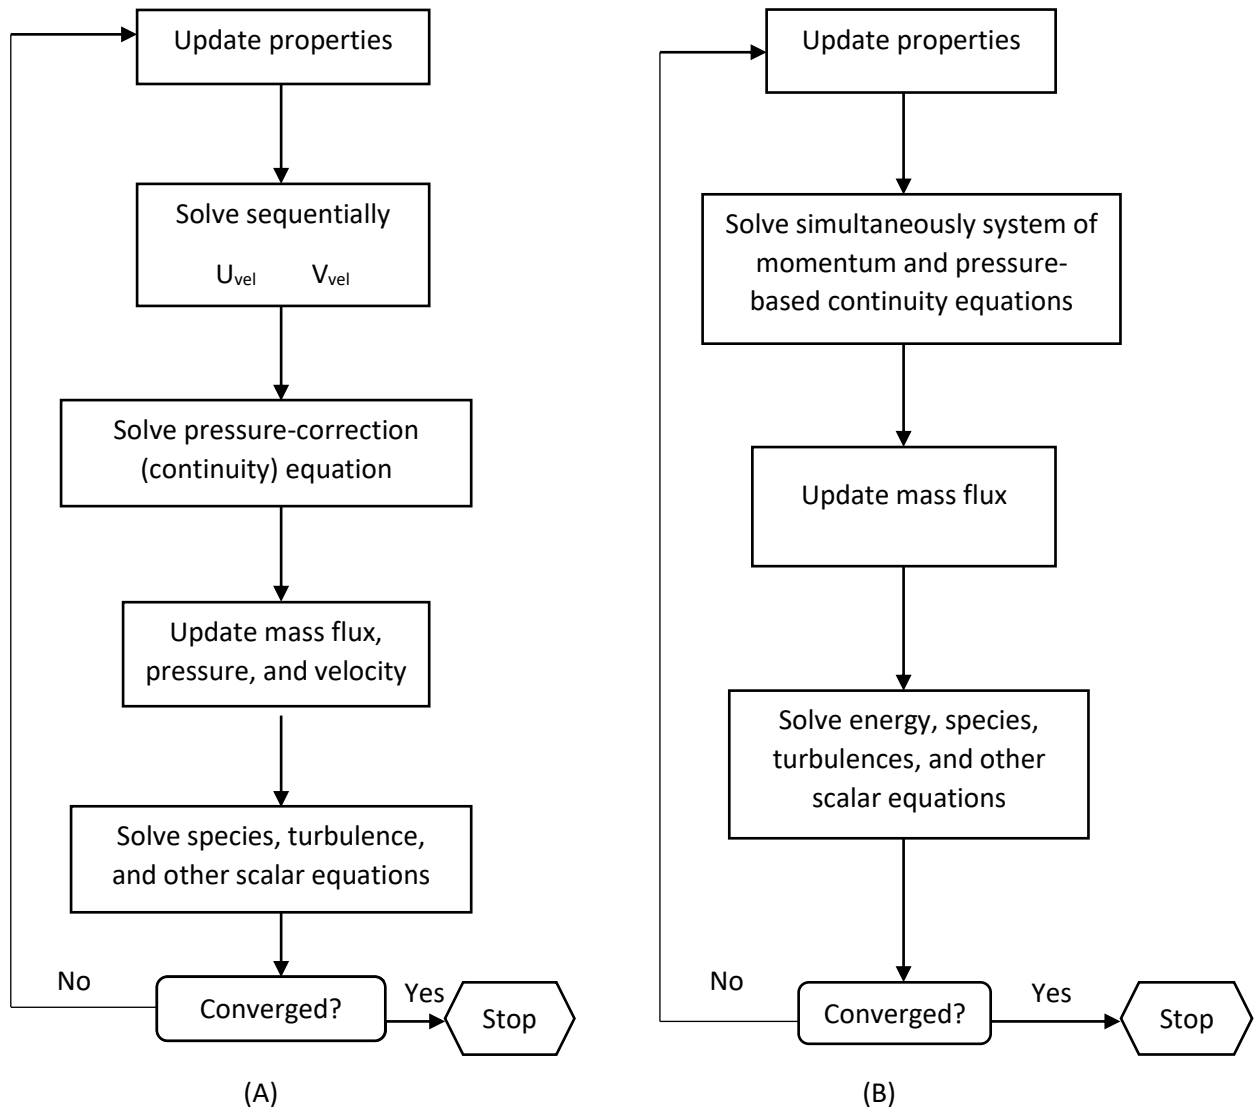 Update properties
Solve sequentially
Uvel Vvel
Solve pressure-correction
(continuity) equation
Update mass flux,
pressure, and velocity
Solve species, turbulence,
and other scalar equations
No
Converged?
Yes
Stop
(A)
Update properties
Solve simultaneously system of
momentum and pressure-
based continuity equations
Update mass flux
Solve energy, species,
turbulences, and other
scalar equations
No
Converged?
Yes
Stop
(B)